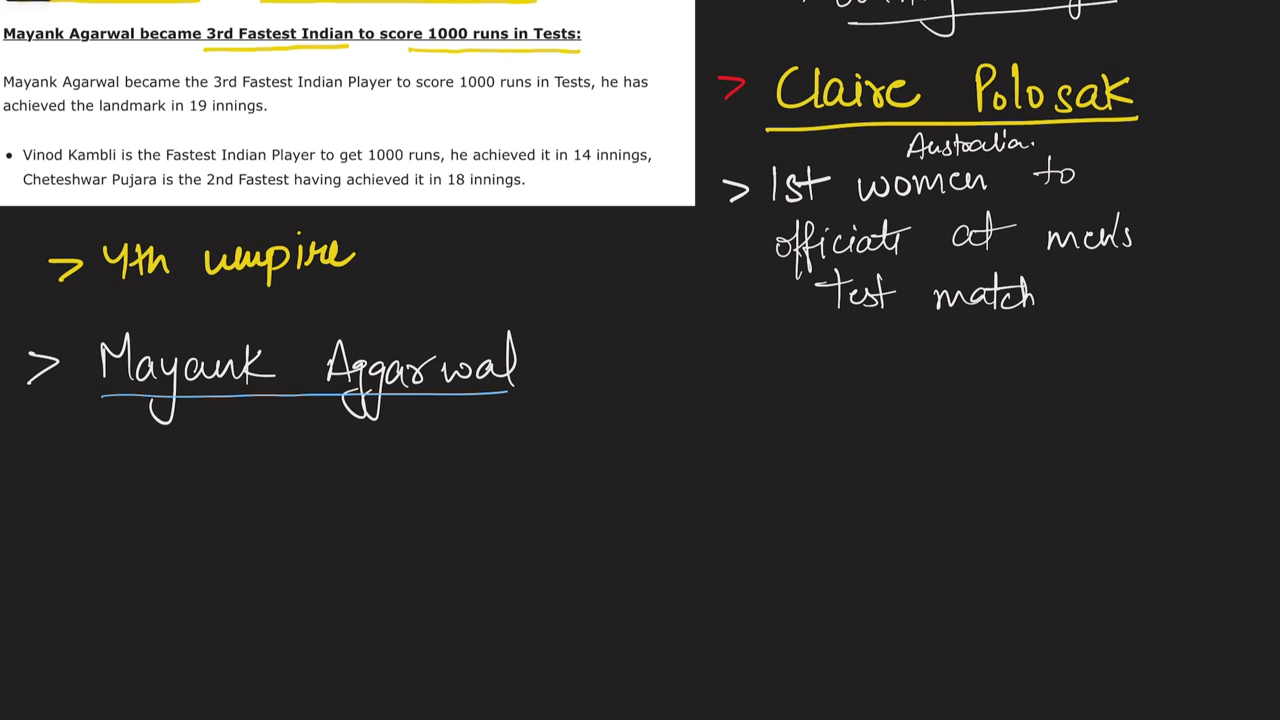 Mayank Agarwal became 3rd Fastest Indian to score 1000 runs in Tests:
Mayank Agarwal became the 3rd Fastest Indian Player to score 1000 runs in Tests, he has
achieved the landmark in 19 innings.
• Vinod Kambli is the Fastest Indian Player to get 1000 runs, he achieved it in 14 innings,
Cheteshwar Pujara is the 2nd Fastest having achieved it in 18 innings.
> 4th umpire
> Mayank Aggarwal
> Claire Polosak
Australia.
> 1st women to
officiate at men's
test match